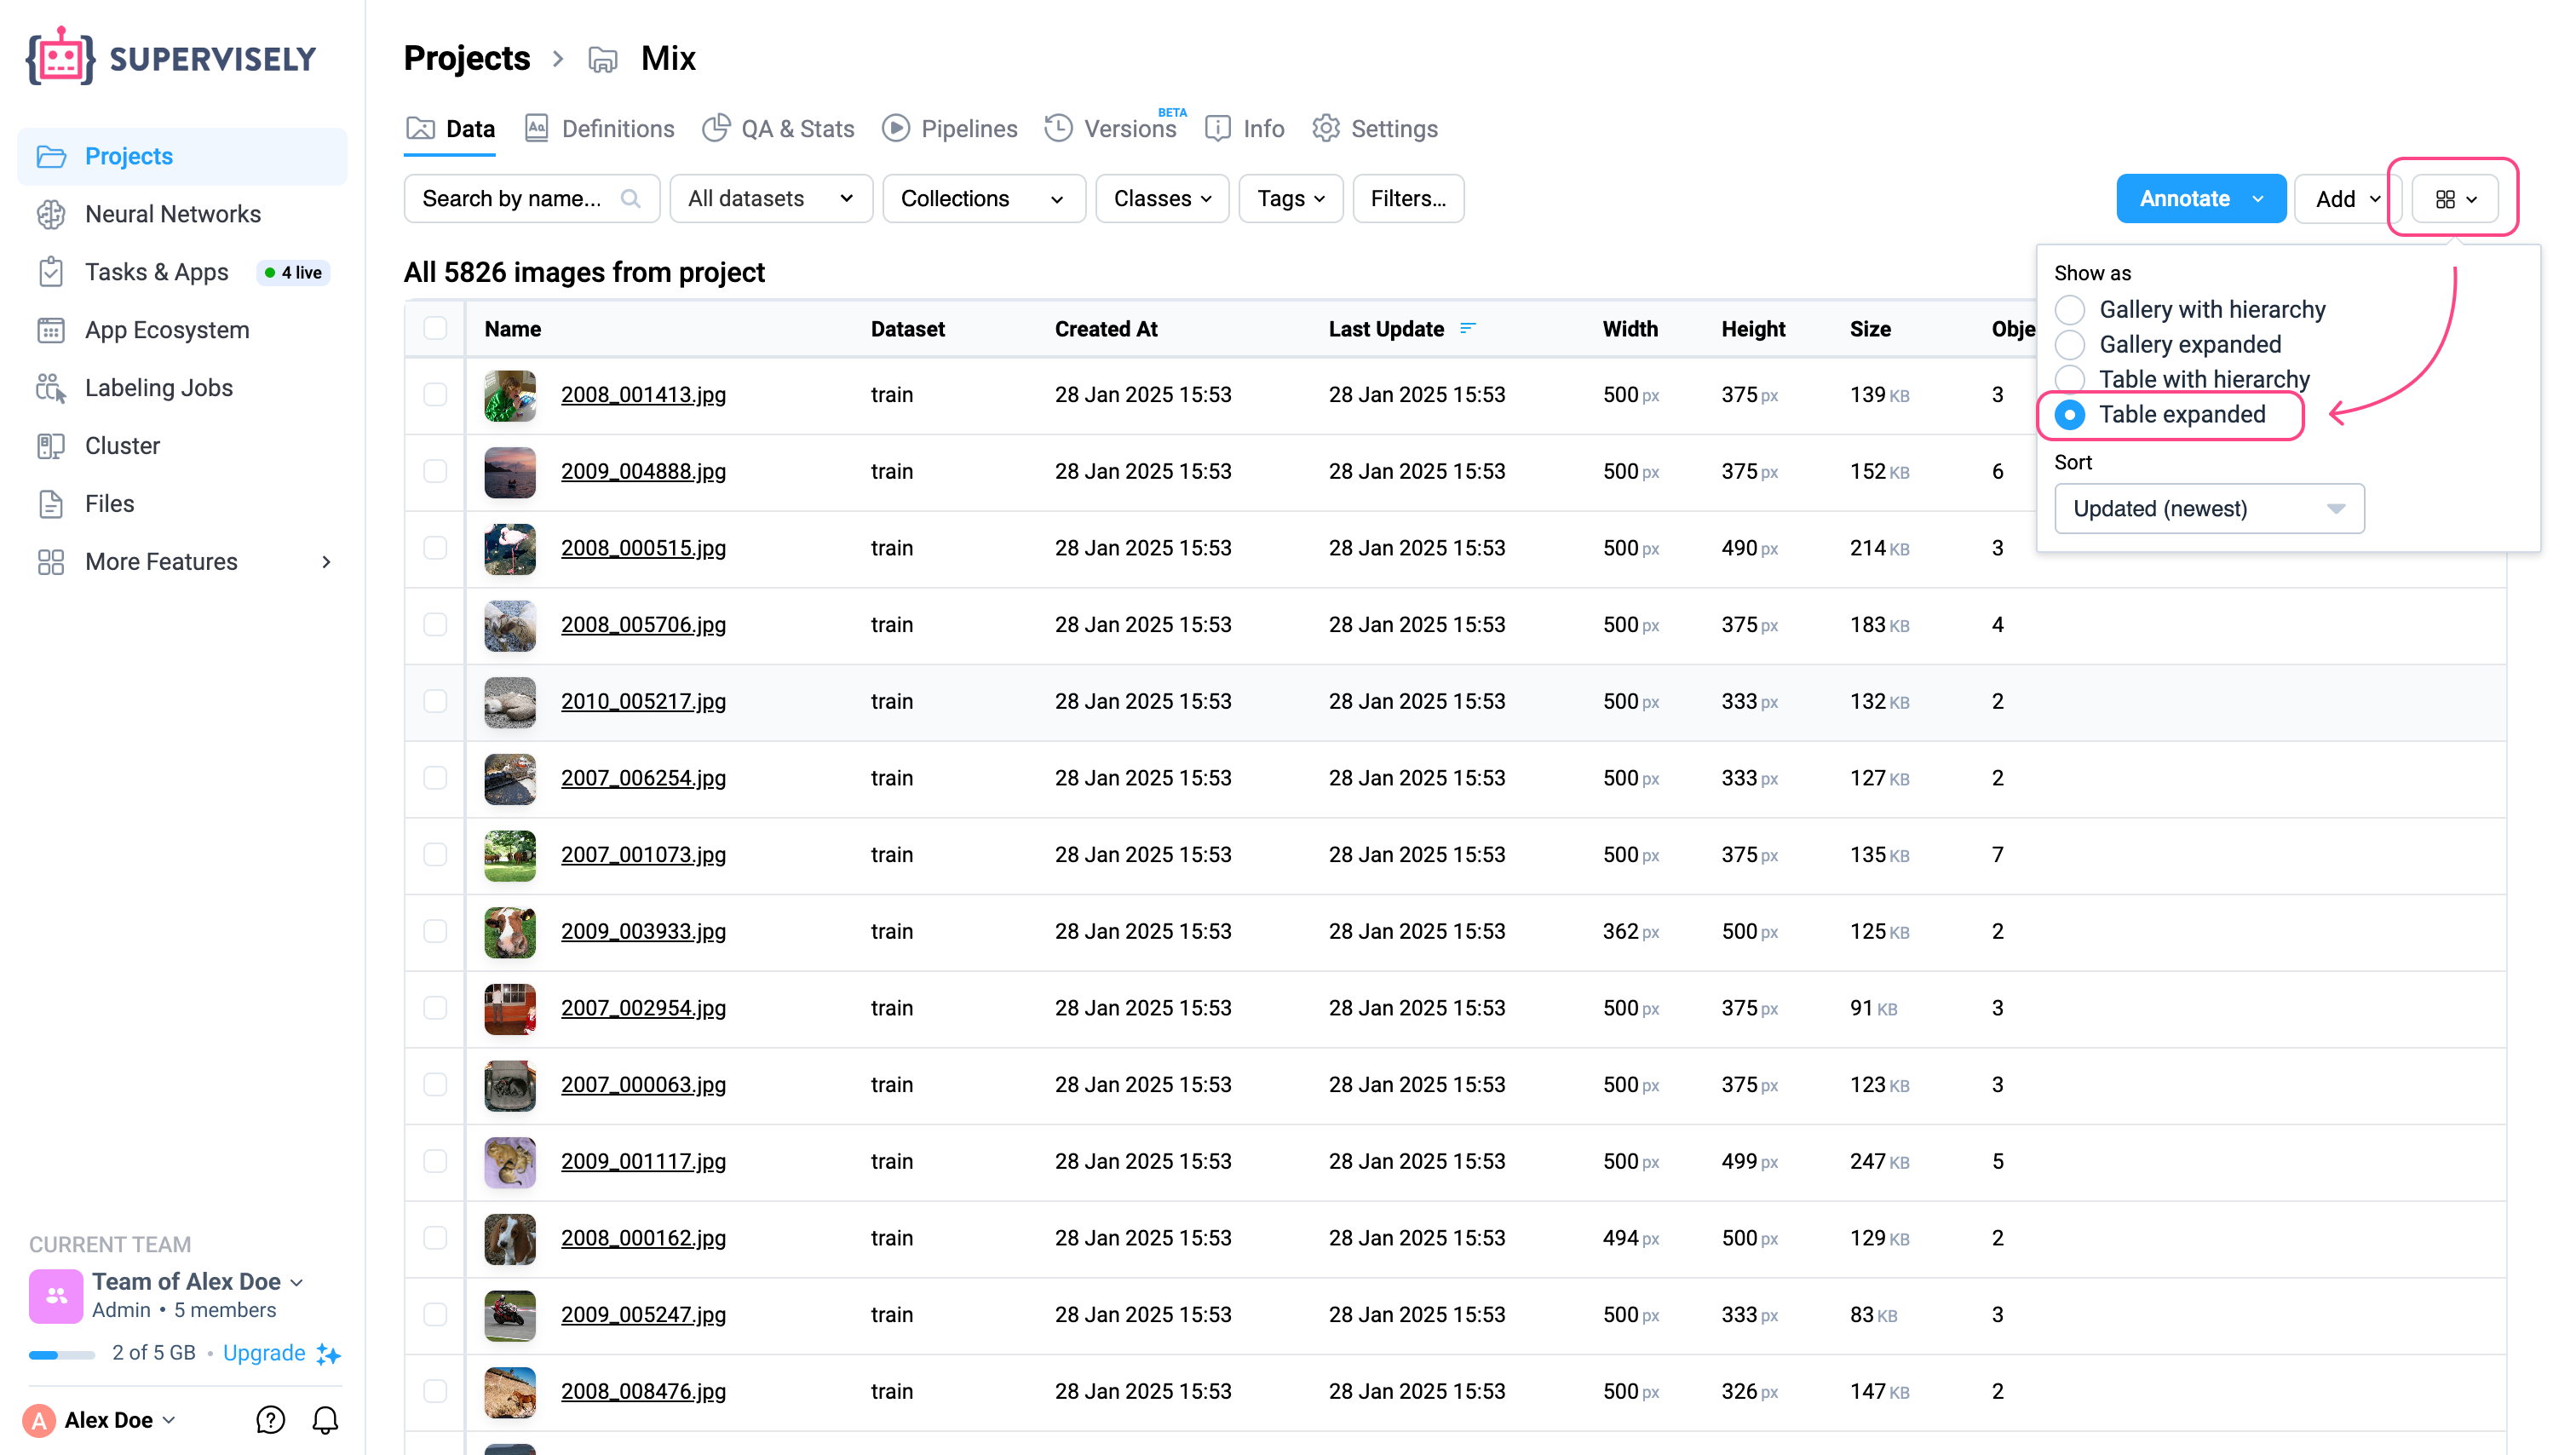 SUPERVISELY
Projects
Neural Networks
Tasks & Apps 4 live
App Ecosystem
Labeling Jobs
Cluster
Files
More Features
CURRENT TEAM
Team of Alex Doe
Admin • 5 members
2 of 5 GB • Upgrade
A Alex Doe
Projects > Mix
Data Definitions QA & Stats Pipelines Versions BETA Info Settings
Search by name... All datasets Collections Classes Tags Filters... Annotate Add
All 5826 images from project
Name Dataset Created At Last Update Width Height Size Obje
2008_001413.jpg train 28 Jan 2025 15:53 28 Jan 2025 15:53 500 px 375 px 139 KB 3
2009_004888.jpg train 28 Jan 2025 15:53 28 Jan 2025 15:53 500 px 375 px 152 KB 6
2008_000515.jpg train 28 Jan 2025 15:53 28 Jan 2025 15:53 500 px 490 px 214 KB 3
2008_005706.jpg train 28 Jan 2025 15:53 28 Jan 2025 15:53 500 px 375 px 183 KB 4
2010_005217.jpg train 28 Jan 2025 15:53 28 Jan 2025 15:53 500 px 333 px 132 KB 2
2007_006254.jpg train 28 Jan 2025 15:53 28 Jan 2025 15:53 500 px 333 px 127 KB 2
2007_001073.jpg train 28 Jan 2025 15:53 28 Jan 2025 15:53 500 px 375 px 135 KB 7
2009_003933.jpg train 28 Jan 2025 15:53 28 Jan 2025 15:53 362 px 500 px 125 KB 2
2007_002954.jpg train 28 Jan 2025 15:53 28 Jan 2025 15:53 500 px 375 px 91 KB 3
2007_000063.jpg train 28 Jan 2025 15:53 28 Jan 2025 15:53 500 px 375 px 123 KB 3
2009_001117.jpg train 28 Jan 2025 15:53 28 Jan 2025 15:53 500 px 499 px 247 KB 5
2008_000162.jpg train 28 Jan 2025 15:53 28 Jan 2025 15:53 494 px 500 px 129 KB 2
2009_005247.jpg train 28 Jan 2025 15:53 28 Jan 2025 15:53 500 px 333 px 83 KB 3
2008_008476.jpg train 28 Jan 2025 15:53 28 Jan 2025 15:53 500 px 326 px 147 KB 2
Show as
Gallery with hierarchy
Gallery expanded
Table with hierarchy
Table expanded
Sort
Updated (newest)